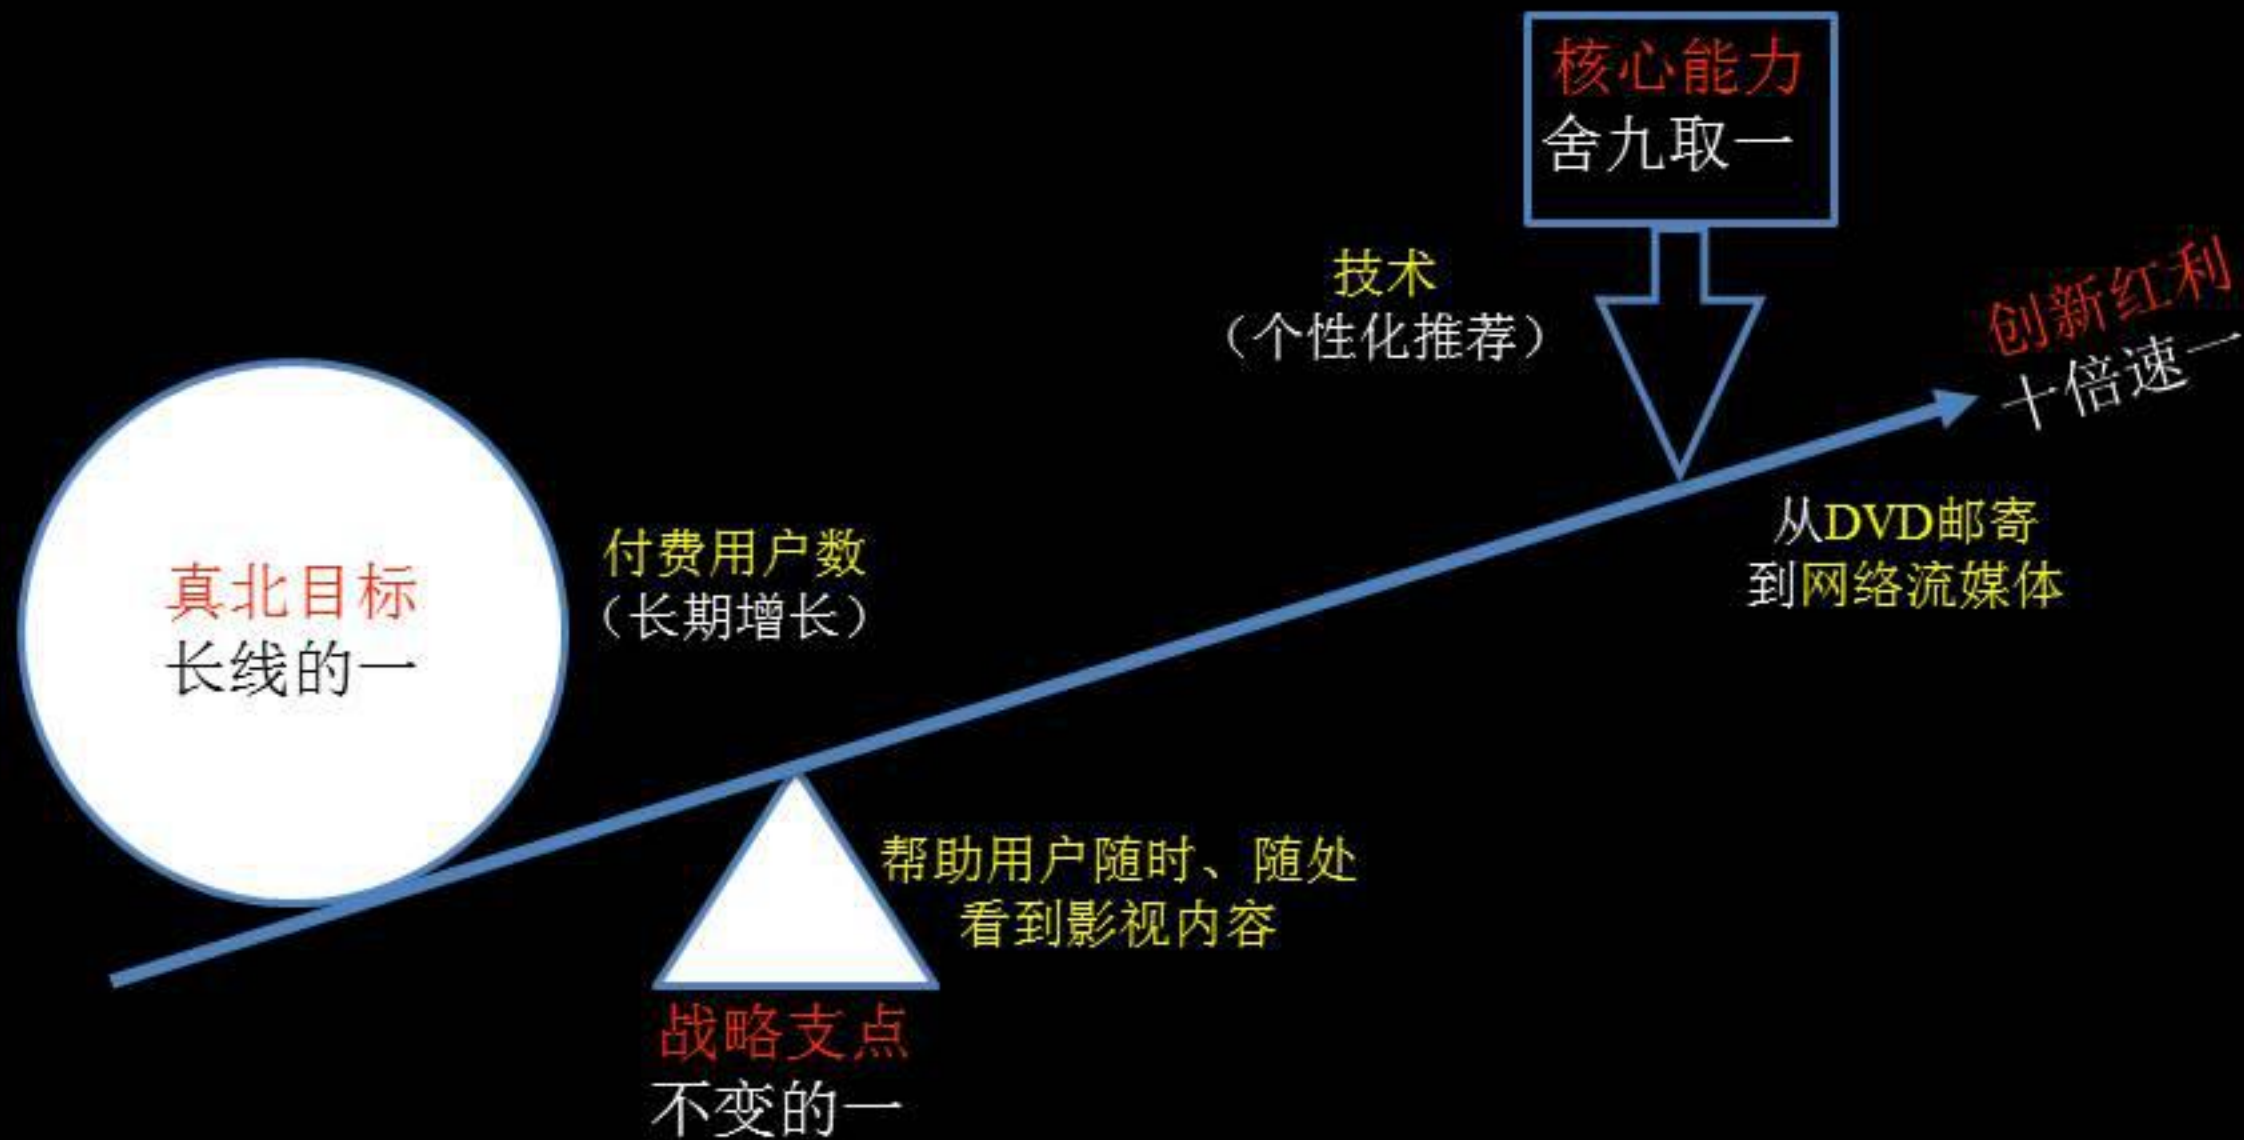 核心能力
舍九取一
技术
（个性化推荐）
创新红利
十倍速一
从DVD邮寄
到网络流媒体
付费用户数
（长期增长）
真北目标
长线的一
帮助用户随时、随处
看到影视内容
战略支点
不变的一